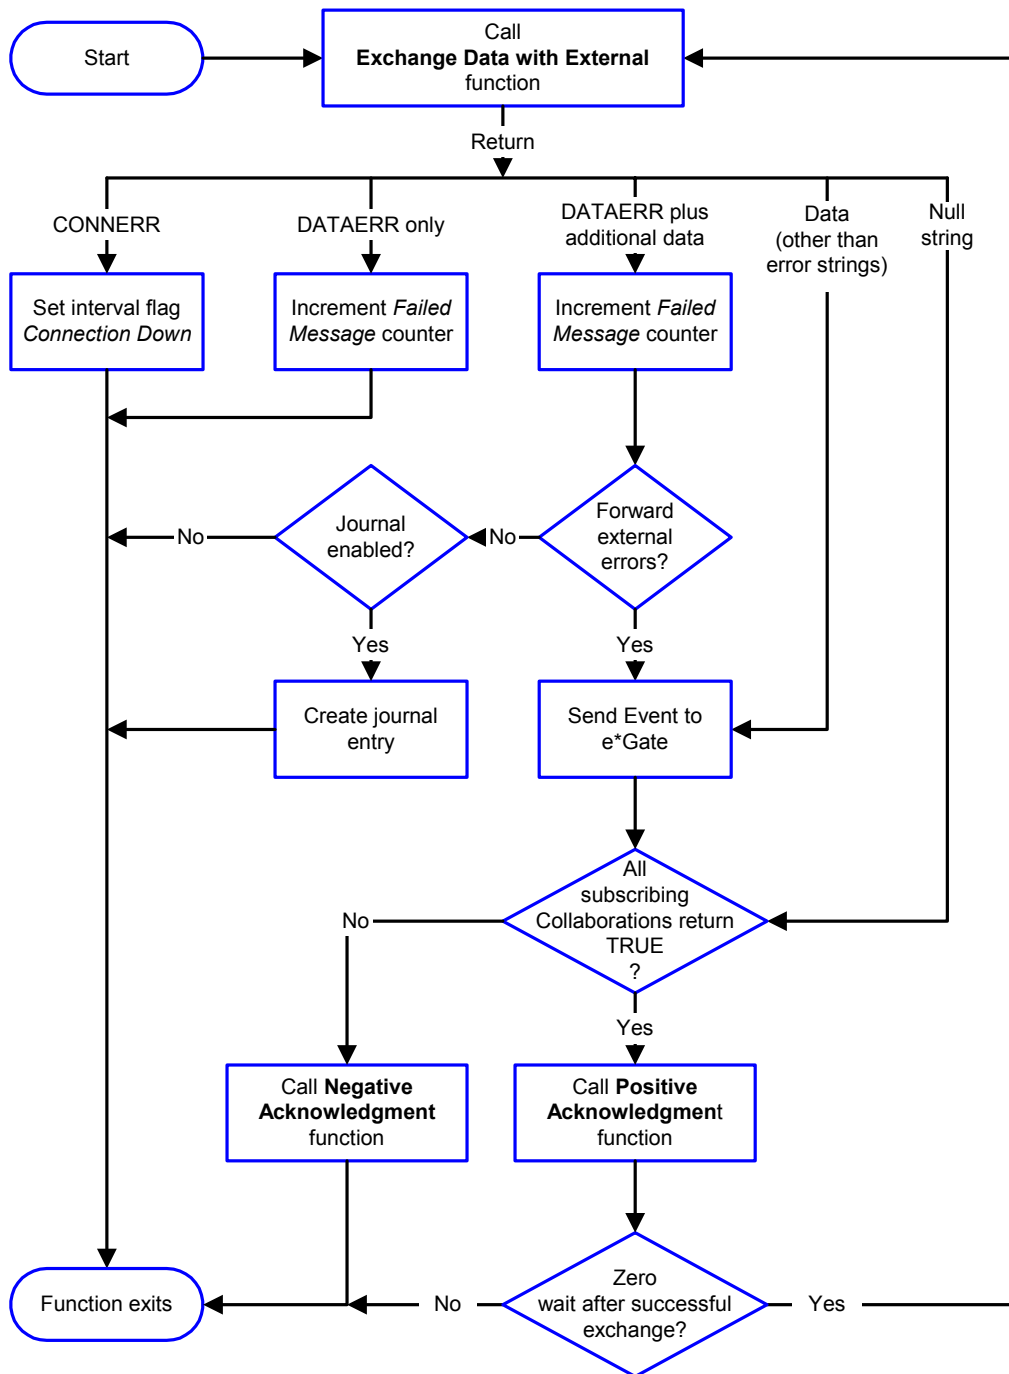 Start
Call
Exchange Data with External
function
Return
CONNERR
DATAERR only
DATAERR plus
additional data
Data
(other than
error strings)
Null
string
Set interval flag
Connection Down
Increment Failed
Message counter
Increment Failed
Message counter
Forward
external
errors?
No
Journal
enabled?
No
Yes
Yes
Create journal
entry
Send Event to
e*Gate
All
subscribing
Collaborations return
TRUE
?
No
Yes
Call Negative
Acknowledgment
function
Call Positive
Acknowledgment
function
Zero
wait after successful
exchange?
No
Yes
Function exits